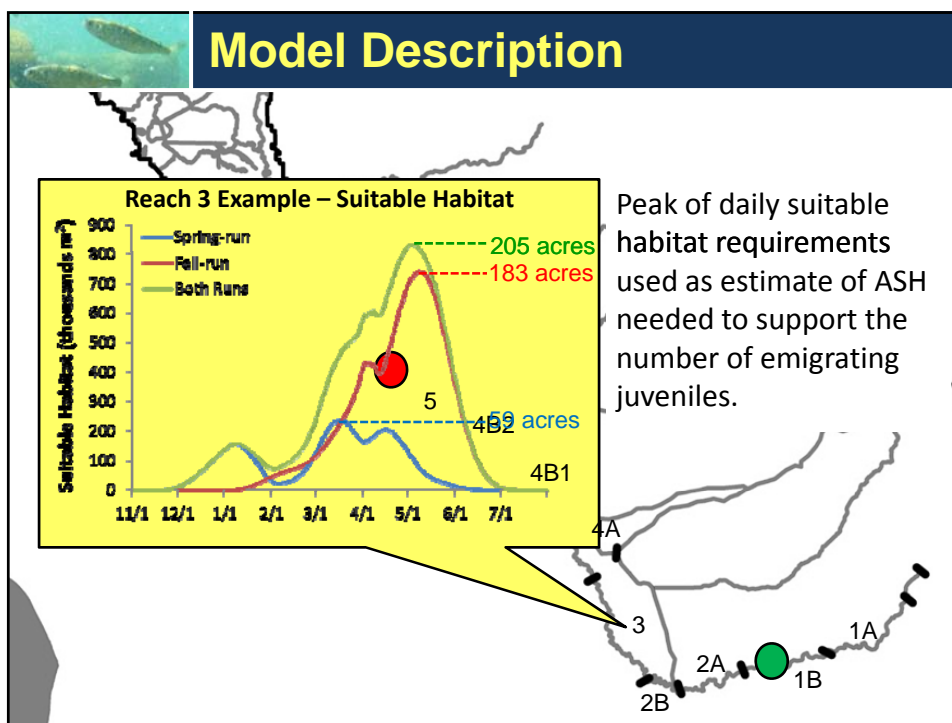 Model Description
Reach 3 Example – Suitable Habitat
Suitable Habitat (thousands m²)
900
800
700
600
500
400
300
200
100
0
Spring-run
Fall-run
Both Runs
205 acres
183 acres
59 acres
11/1 12/1 1/1 2/1 3/1 4/1 5/1 6/1 7/1
Peak of daily suitable
habitat requirements
used as estimate of ASH
needed to support the
number of emigrating
juveniles.
5
4B2
4B1
4A
3
2B
2A
1B
1A